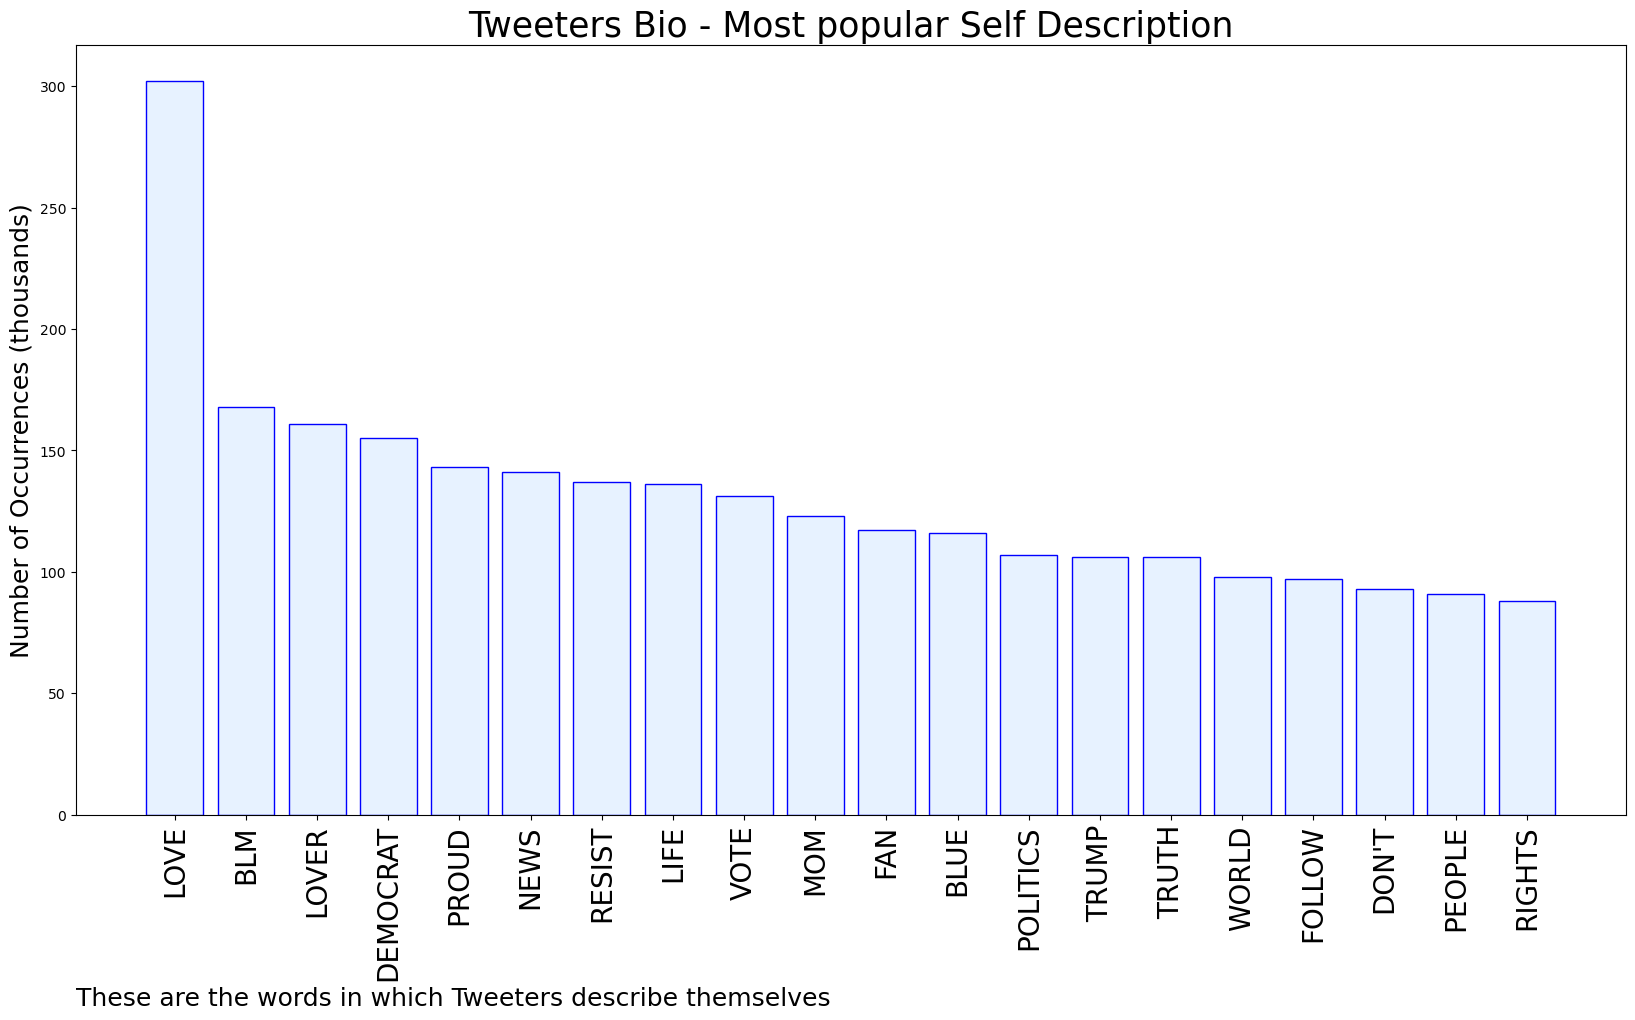 Tweeters Bio - Most popular Self Description
Number of Occurrences (thousands)
300
250
200
150
100
50
0
LOVE
BLM
LOVER
DEMOCRAT
PROUD
NEWS
RESIST
LIFE
VOTE
MOM
FAN
BLUE
POLITICS
TRUMP
TRUTH
WORLD
FOLLOW
DON'T
PEOPLE
RIGHTS
These are the words in which Tweeters describe themselves